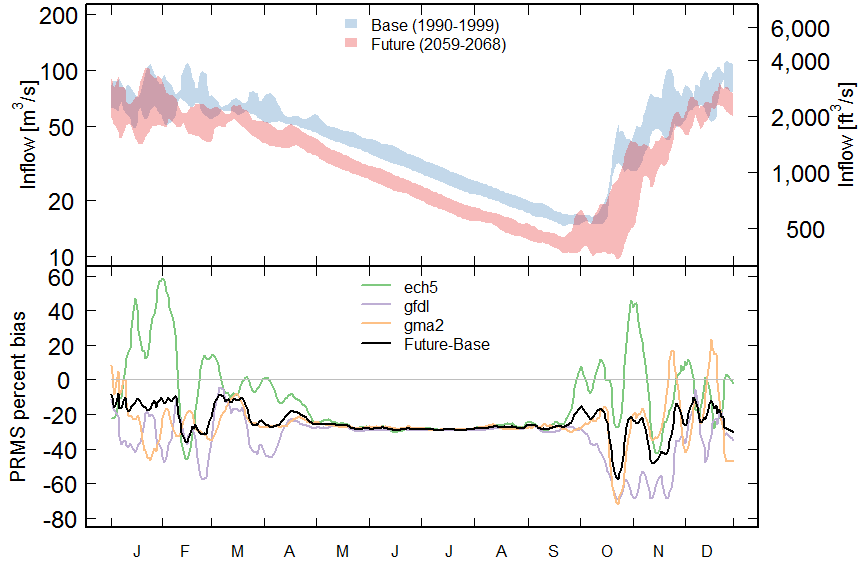 200
100
50
20
10
Inflow [m³/s]
Base (1990-1999)
Future (2059-2068)
6,000
4,000
2,000
1,000
500
Inflow [ft³/s]
60
40
20
0
-20
-40
-60
-80
PRMS percent bias
ech5
gfdl
gma2
Future-Base
J F M A M J J A S O N D